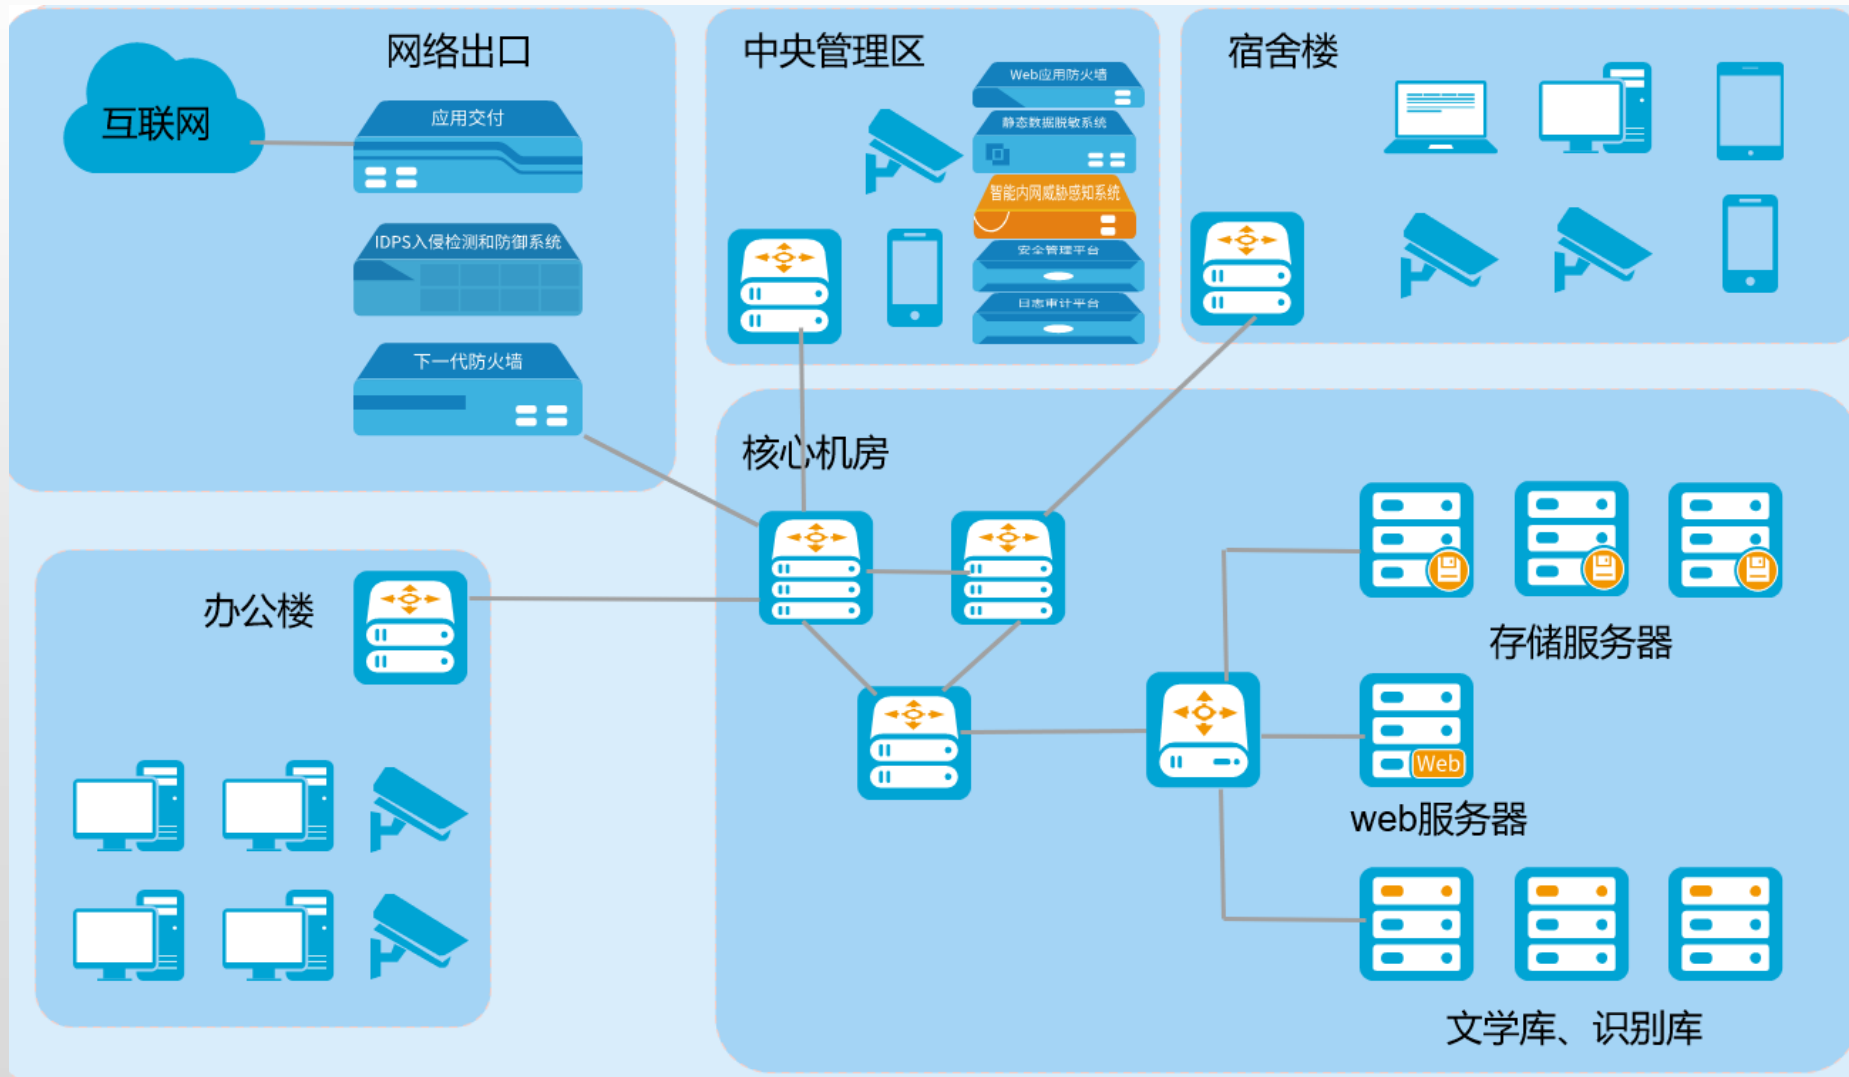 网络出口
互联网
应用交付
IDPS入侵检测和防御系统
下一代防火墙
中央管理区
Web应用防火墙
静态数据脱敏系统
智能内网威胁感知系统
安全管理平台
日志审计平台
宿舍楼
核心机房
办公楼
存储服务器
Web
web服务器
文学库、识别库